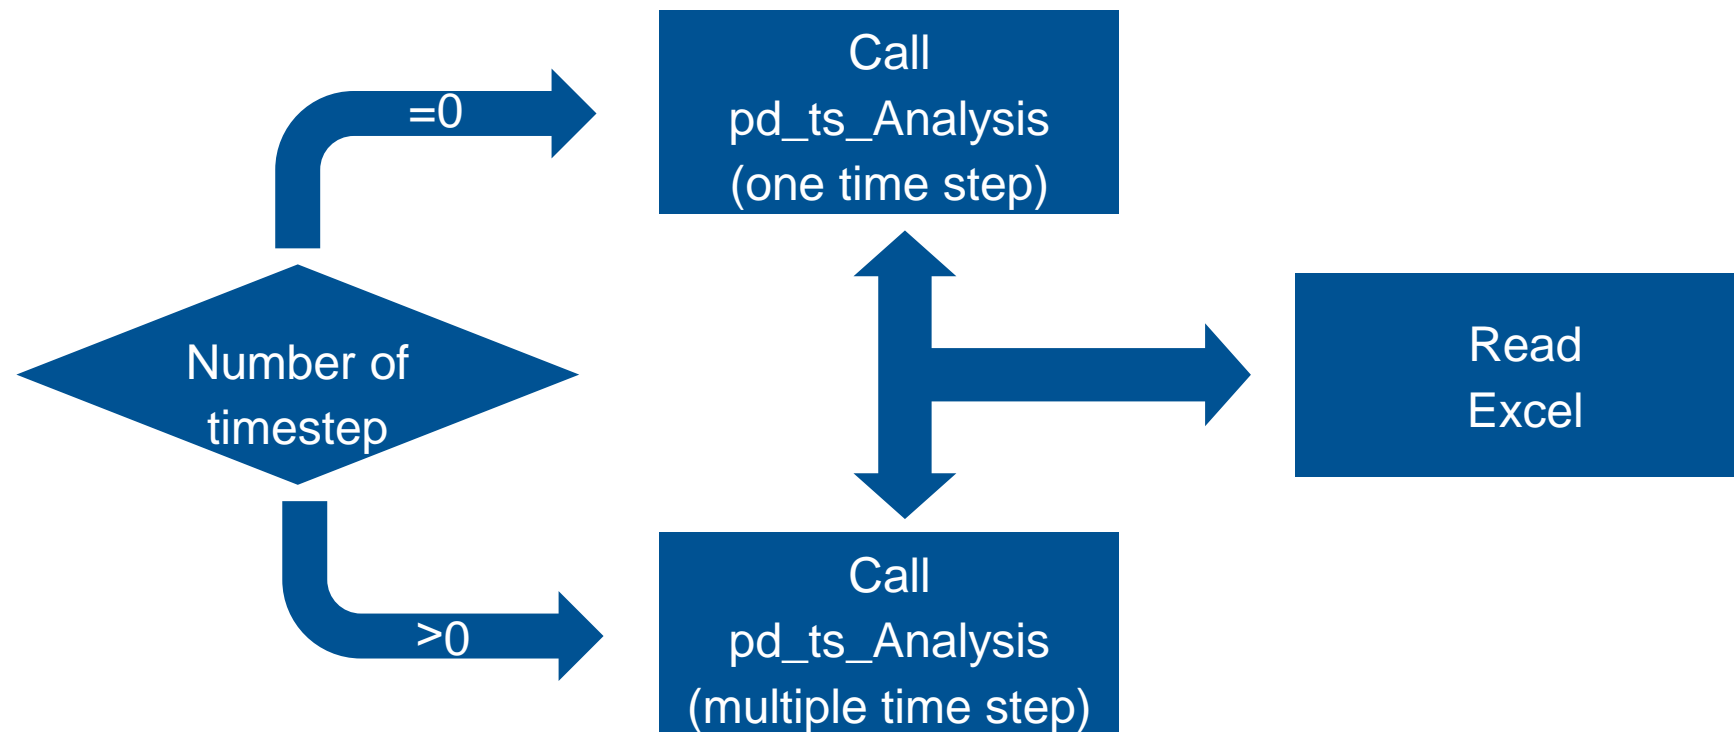 =0
Call
pd_ts_Analysis
(one time step)
Number of
timestep
Read
Excel
>0
Call
pd_ts_Analysis
(multiple time step)